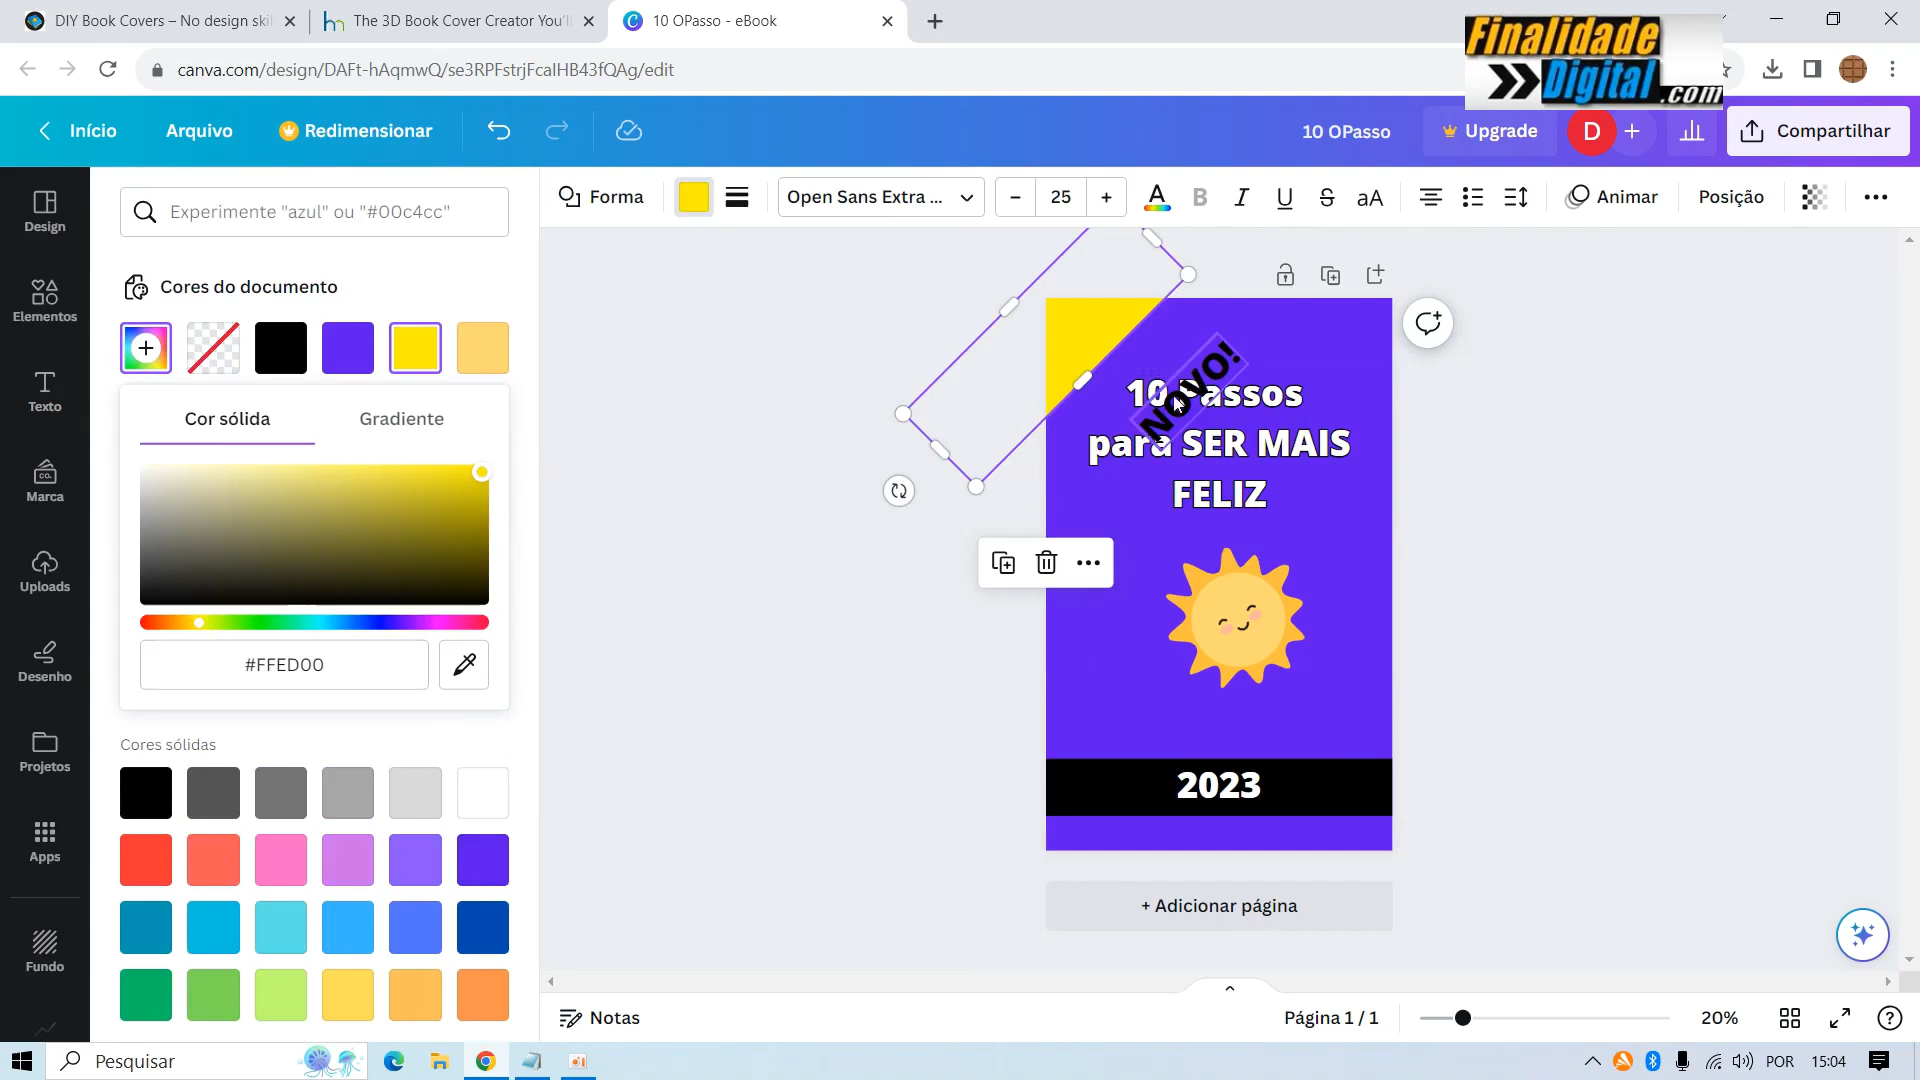 DIY Book Covers – No design skil
The 3D Book Cover Creator You'll
10 OPasso - eBook
canva.com/design/DAFt-hAqmwQ/se3RPFstrjFcaIHB43fQAg/edit
Finalidade
Digital.com
Início
Arquivo
Redimensionar
10 OPasso
Upgrade
D
Compartilhar
Experimente "azul" ou "#00c4cc"
Forma
Open Sans Extra ...
25
A
B
I
U
S
aA
Animar
Posição
Design
Elementos
Texto
Marca
Uploads
Desenho
Projetos
Apps
Fundo
Cores do documento
Cor sólida
Gradiente
#FFED00
Cores sólidas
NOVO!
10 Passos
para SER MAIS
FELIZ
2023
+ Adicionar página
Notas
Página 1 / 1
20%
Pesquisar
POR
15:04